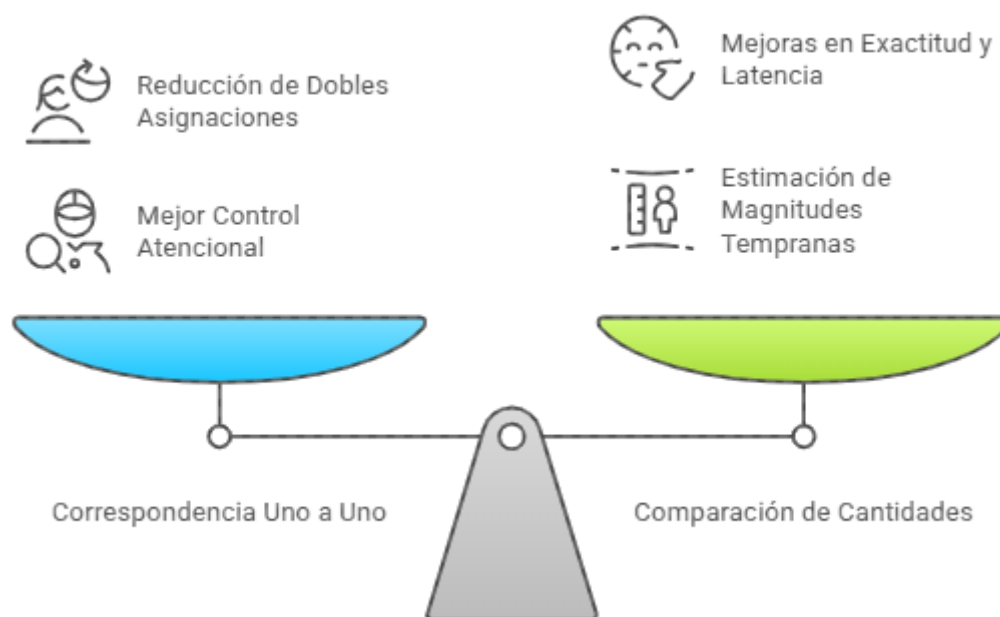 Reducción de Dobles
Asignaciones
Mejor Control
Atencional
Mejoras en Exactitud y
Latencia
Estimación de
Magnitudes
Tempranas
Correspondencia Uno a Uno
Comparación de Cantidades